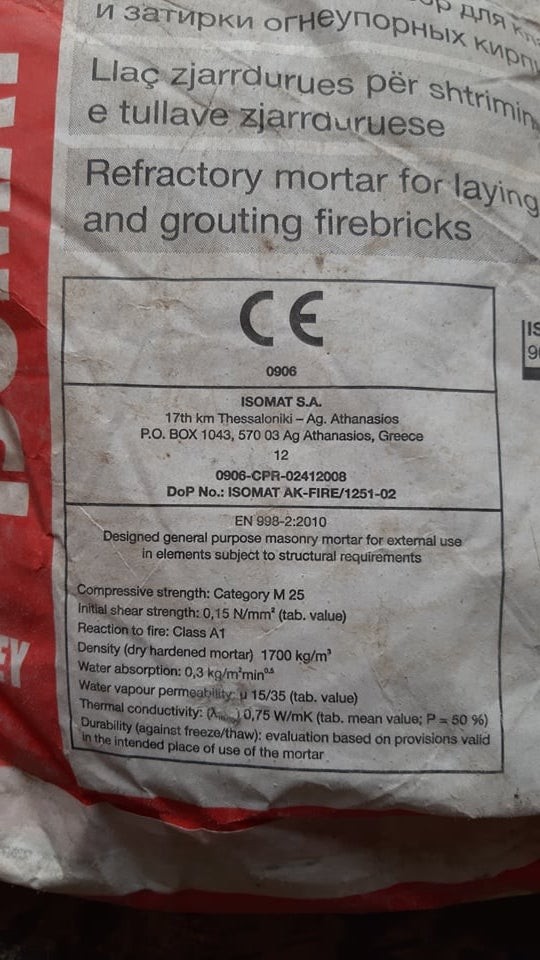 и затирки огнеупорных
для
Llaç zjarrdurues për shtrimin
e tullave zjarrduruese
Refractory mortar for laying
and grouting firebricks
CE
0906
ISOMAT S.A.
17th km Thessaloniki – Ag. Athanasios
P.O. BOX 1043, 570 03 Ag Athanasios, Greece
12
0906-CPR-02412008
DoP No.: ISOMAT AK-FIRE/1251-02
EN 998-2:2010
Designed general purpose masonry mortar for external use
in elements subject to structural requirements
Compressive strength: Category M 25
Initial shear strength: 0,15 N/mm² (tab. value)
Reaction to fire: Class A1
Density (dry hardened mortar) 1700 kg/m³
Water absorption: 0,3 kg/m²min⁰·⁵
Water vapour permeability: μ 15/35 (tab. value)
Thermal conductivity: 0,75 W/mK (tab. mean value; P = 50 %)
Durability (against freeze/thaw): evaluation based on provisions valid
in the intended place of use of the mortar